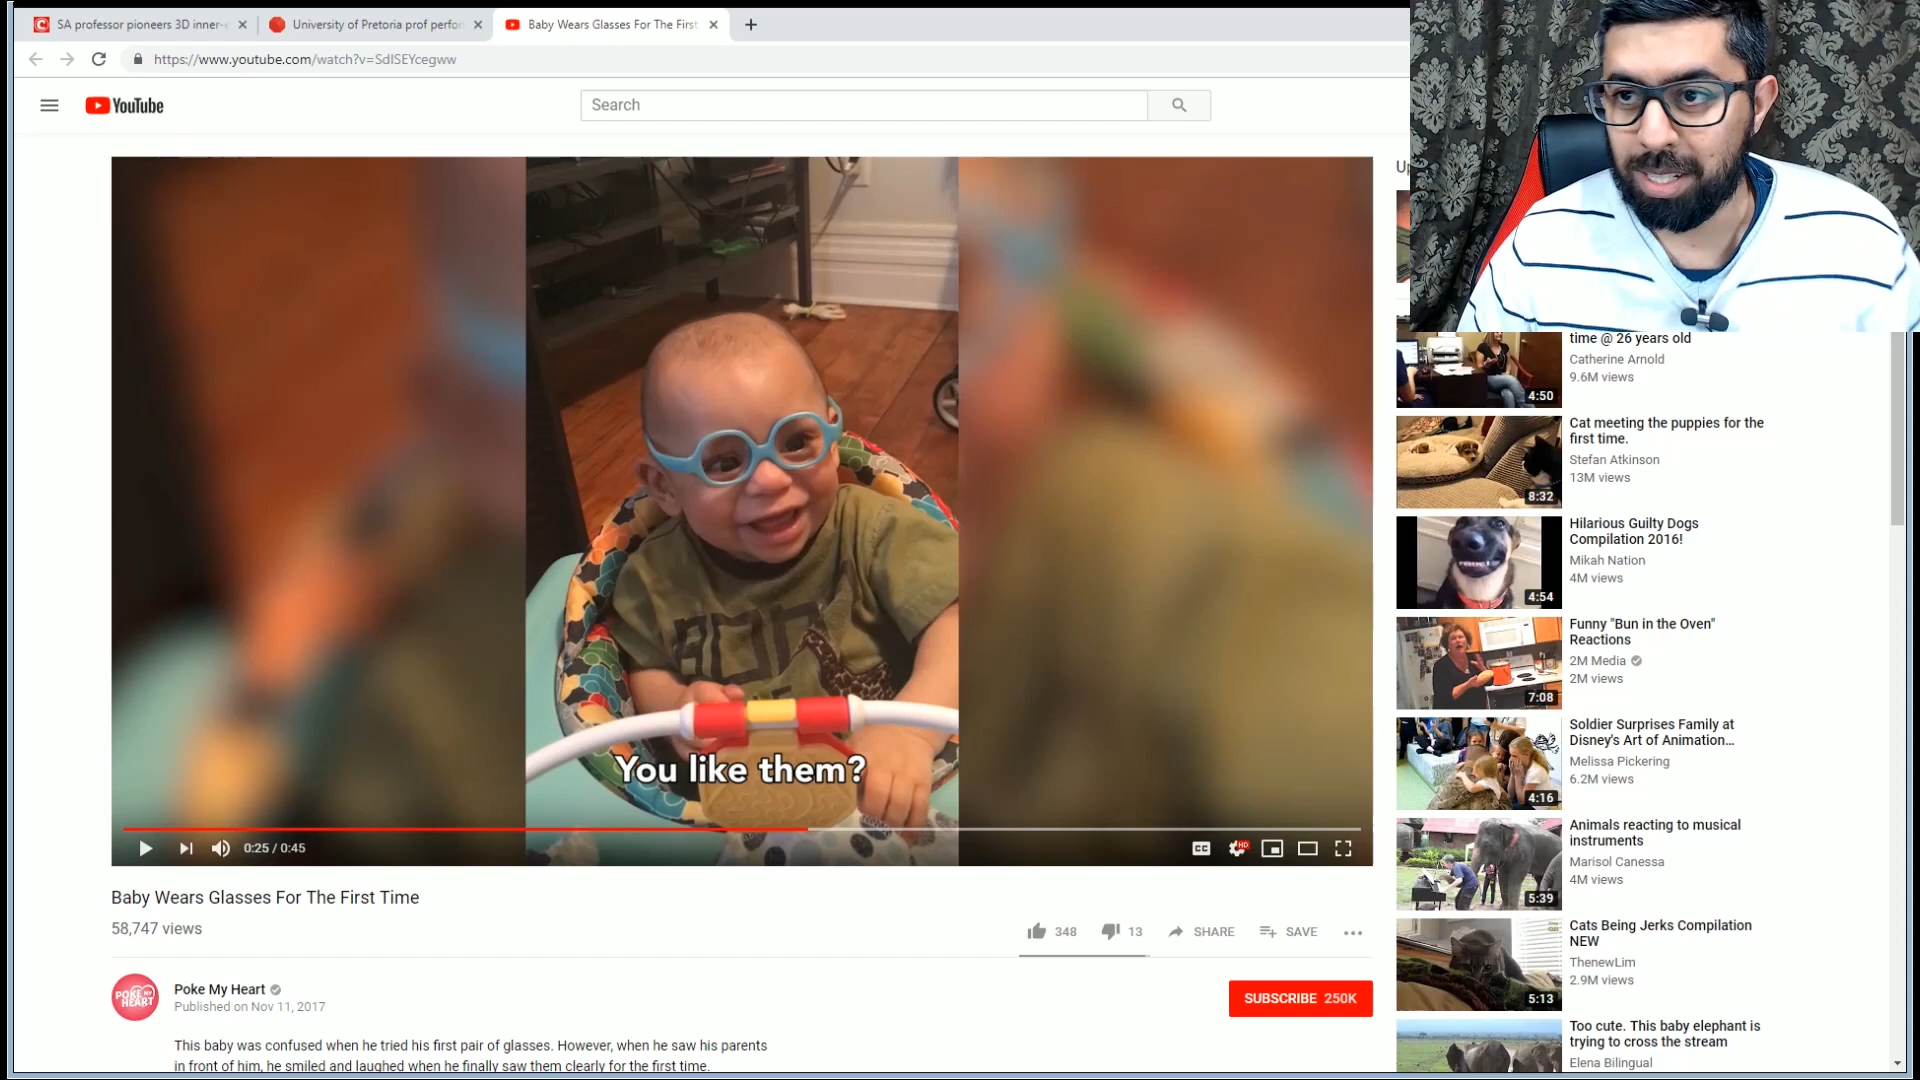 SA professor pioneers 3D inner-
University of Pretoria prof perfor
Baby Wears Glasses For The First
https://www.youtube.com/watch?v=SdISEYcegww
YouTube
Search
BOR
You like them?
0:25 / 0:45
CC
HD
Baby Wears Glasses For The First Time
58,747 views
348
13
SHARE
SAVE
POKE MY HEART
Poke My Heart
Published on Nov 11, 2017
SUBSCRIBE 250K
This baby was confused when he tried his first pair of glasses. However, when he saw his parents
in front of him, he smiled and laughed when he finally saw them clearly for the first time.
Up
time @ 26 years old
Catherine Arnold
9.6M views
4:50
Cat meeting the puppies for the
first time.
Stefan Atkinson
13M views
8:32
Hilarious Guilty Dogs
Compilation 2016!
Mikah Nation
4M views
4:54
Funny "Bun in the Oven"
Reactions
2M Media
2M views
7:08
Soldier Surprises Family at
Disney's Art of Animation...
Melissa Pickering
6.2M views
4:16
Animals reacting to musical
instruments
Marisol Canessa
4M views
5:39
Cats Being Jerks Compilation
NEW
ThenewLim
2.9M views
5:13
Too cute. This baby elephant is
trying to cross the stream
Elena Bilingual